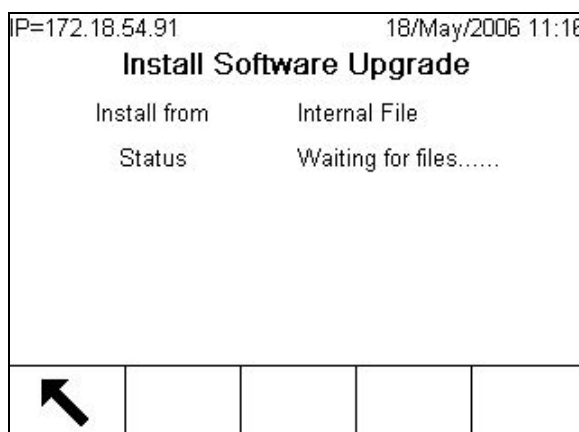 IP=172.18.54.91 18/May/2006 11:16
Install Software Upgrade
Install from Internal File
Status Waiting for files......